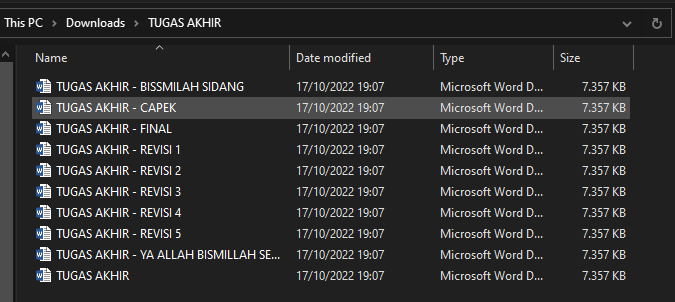 This PC > Downloads > TUGAS AKHIR
Name Date modified Type Size
TUGAS AKHIR - BISSMILAH SIDANG 17/10/2022 19:07 Microsoft Word D... 7.357 KB
TUGAS AKHIR - CAPEK 17/10/2022 19:07 Microsoft Word D... 7.357 KB
TUGAS AKHIR - FINAL 17/10/2022 19:07 Microsoft Word D... 7.357 KB
TUGAS AKHIR - REVISI 1 17/10/2022 19:07 Microsoft Word D... 7.357 KB
TUGAS AKHIR - REVISI 2 17/10/2022 19:07 Microsoft Word D... 7.357 KB
TUGAS AKHIR - REVISI 3 17/10/2022 19:07 Microsoft Word D... 7.357 KB
TUGAS AKHIR - REVISI 4 17/10/2022 19:07 Microsoft Word D... 7.357 KB
TUGAS AKHIR - REVISI 5 17/10/2022 19:07 Microsoft Word D... 7.357 KB
TUGAS AKHIR - YA ALLAH BISMILLAH SE... 17/10/2022 19:07 Microsoft Word D... 7.357 KB
TUGAS AKHIR 17/10/2022 19:07 Microsoft Word D... 7.357 KB